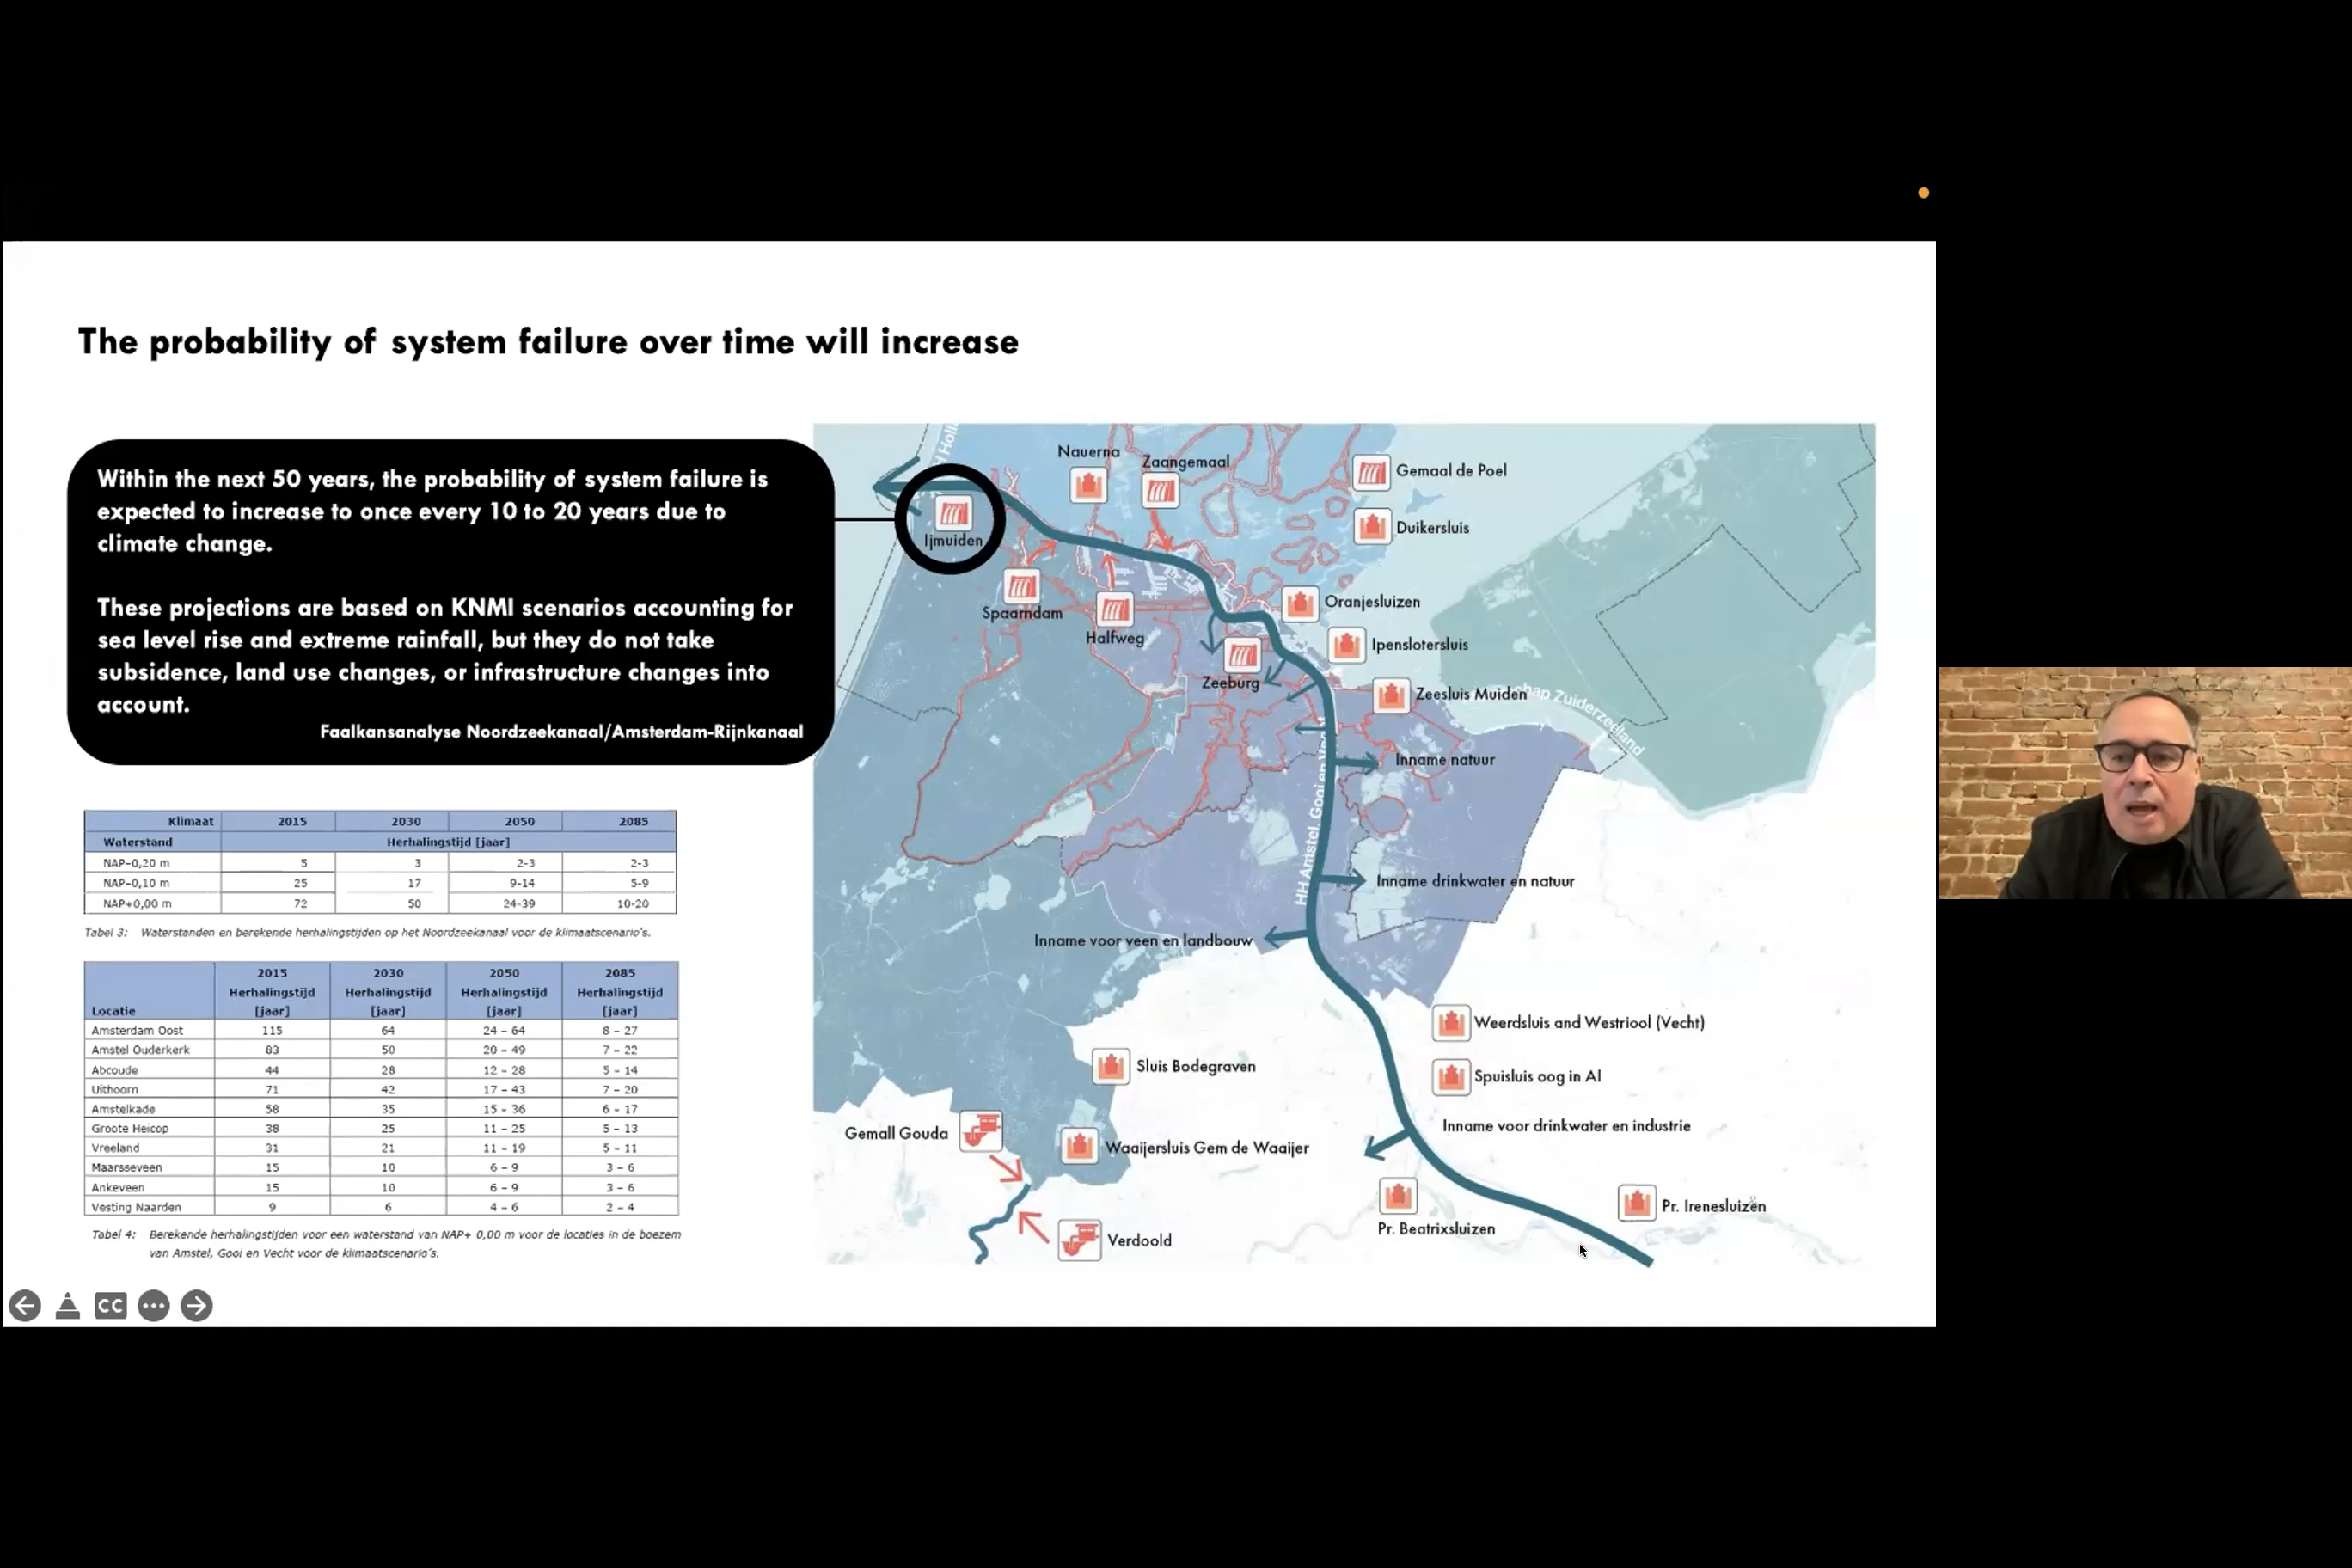 The probability of system failure over time will increase
Within the next 50 years, the probability of system failure is
expected to increase to once every 10 to 20 years due to
climate change.
These projections are based on KNMI scenarios accounting for
sea level rise and extreme rainfall, but they do not take
subsidence, land use changes, or infrastructure changes into
account.
Faalkansanalyse Noordzeekanaal/Amsterdam-Rijnkanaal
Klimaat 2015 2030 2050 2085
Waterstand Herhalingstijd [jaar]
NAP-0,20 m 5 3 2-3 2-3
NAP-0,10 m 25 17 9-14 5-9
NAP+0,00 m 72 50 24-39 10-20
Tabel 3: Waterstanden en berekende herhalingstijden op het Noordzeekanaal voor de klimaatscenario's.
2015 2030 2050 2085
Herhalingstijd Herhalingstijd Herhalingstijd Herhalingstijd
Locatie [jaar] [jaar] [jaar] [jaar]
Amsterdam Oost 115 64 24 – 64 8 – 27
Amstel Ouderkerk 83 50 20 – 49 7 – 22
Abcoude 44 28 12 – 28 5 – 14
Uithoorn 71 42 17 – 43 7 – 20
Amstelkade 58 35 15 – 36 6 – 17
Groote Heicop 38 25 11 – 25 5 – 13
Vreeland 31 21 11 – 19 5 – 11
Maarsseveen 15 10 6 – 9 3 – 6
Ankeveen 15 10 6 – 9 3 – 6
Vesting Naarden 9 6 4 – 6 2 – 4
Tabel 4: Berekende herhalingstijden voor een waterstand van NAP+ 0,00 m voor de locaties in de boezem
van Amstel, Gooi en Vecht voor de klimaatscenario's.
CC
Nauerna
Zaangemaal
Gemaal de Poel
Duikersluis
Ijmuiden
Spaarndam
Halfweg
Oranjesluizen
Ipenslotersluis
Zeeburg
Zeesluis Muiden
Zuiderzeeland
Inname natuur
HH Amstel, Gooi en
Inname drinkwater en natuur
Inname voor veen en landbouw
Weerdsluis and Westriool (Vecht)
Sluis Bodegraven
Spuisluis oog in Al
Gemall Gouda
Inname voor drinkwater en industrie
Waaijersluis Gem de Waaijer
Pr. Irenesluizen
Pr. Beatrixsluizen
Verdoold